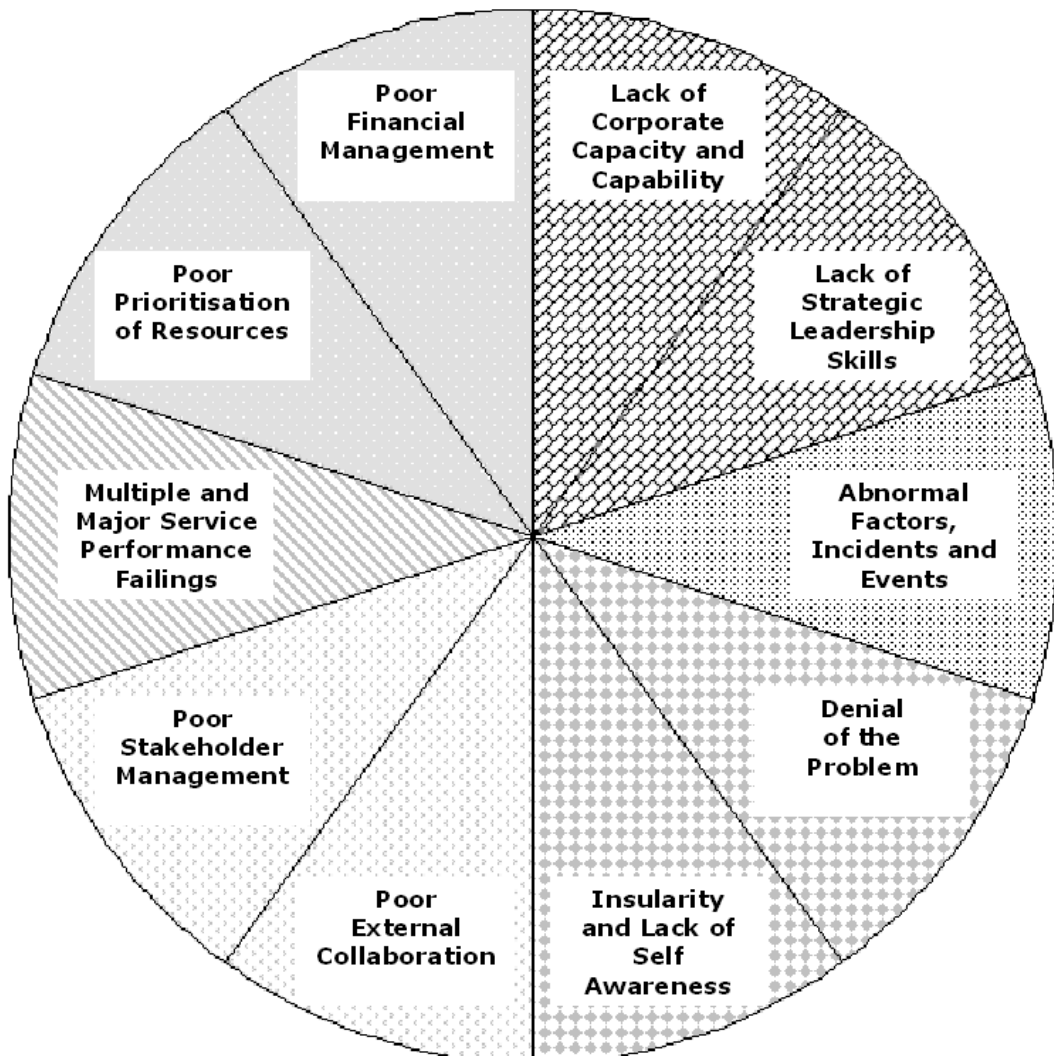 Poor
Financial
Management
Lack of
Corporate
Capacity and
Capability
Poor
Prioritisation
of Resources
Lack of
Strategic
Leadership
Skills
Multiple and
Major Service
Performance
Failings
Abnormal
Factors,
Incidents and
Events
Poor
Stakeholder
Management
Denial
of the
Problem
Poor
External
Collaboration
Insularity
and Lack of
Self
Awareness